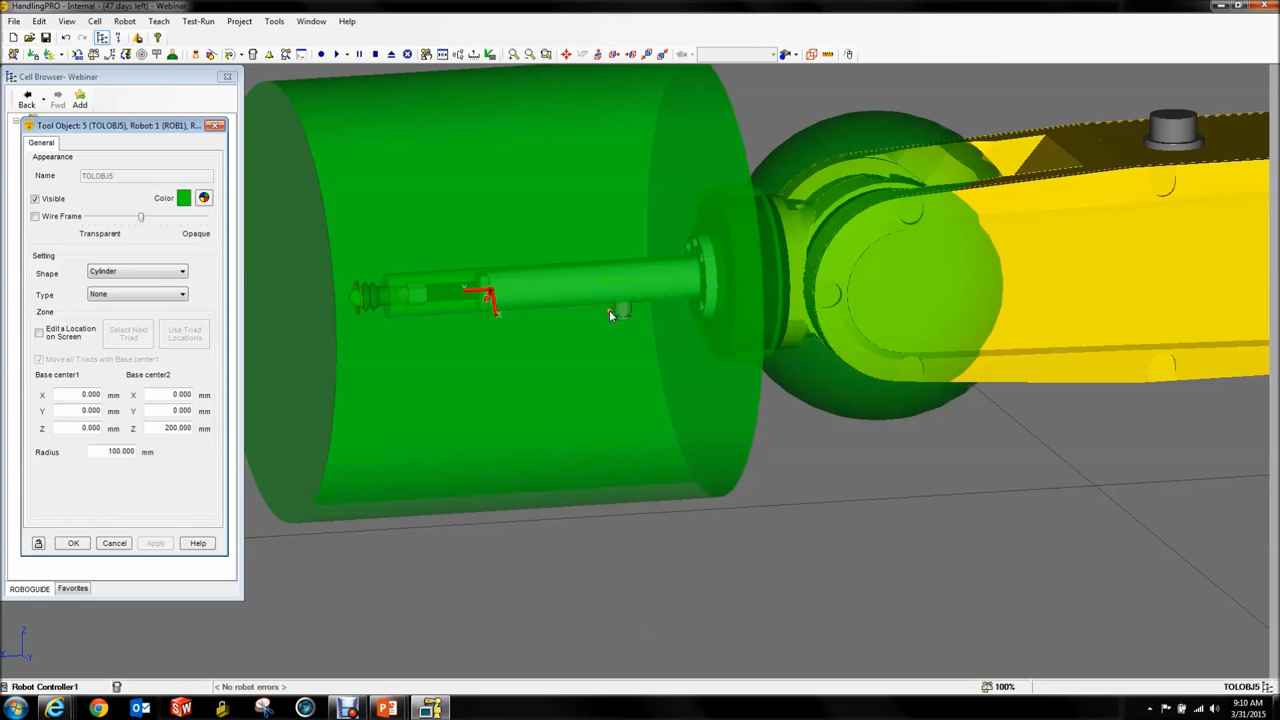 HandlingPRO - Internal - (47 days left) - Webinar
File Edit View Cell Robot Teach Test-Run Project Tools Window Help
Cell Browser- Webinar
Back Fwd Add
Tool Object: 5 (TOLOBJ5), Robot: 1 (ROB1), R...
General
Appearance
Name TOLOBJ5
Visible Color
Wire Frame
Transparent Opaque
Setting
Shape Cylinder
Type None
Zone
Edit a Location on Screen
Select Next Triad
Use Triad Locations
Move all Triads with Base center1
Base center1 Base center2
X 0.000 mm X 0.000 mm
Y 0.000 mm Y 0.000 mm
Z 0.000 mm Z 200.000 mm
Radius 100.000 mm
OK Cancel Apply Help
ROBOGUIDE Favorites
Z
X Y
Robot Controller1 < No robot errors > 100% TOLOBJ5
9:10 AM
3/31/2015